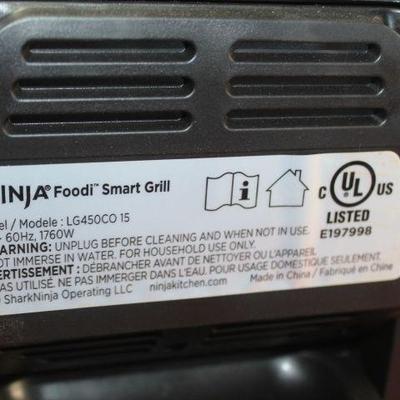 NINJA® Foodi™ Smart Grill
el / Modele : LG450CO 15
- 60Hz, 1760W
WARNING: UNPLUG BEFORE CLEANING AND WHEN NOT IN USE.
OT IMMERSE IN WATER. FOR HOUSEHOLD USE ONLY.
ERTISSEMENT: DÉBRANCHER AVANT DE NETTOYER OU L'APPAREIL
PAS UTILISÉ. NE PAS IMMERGER DANS L'EAU. POUR USAGE DOMESTIQUE SEULEMENT.
SharkNinja Operating LLC ninjakitchen.com Made in China / Fabriqué en Chine
i
C UL US
LISTED
E197998